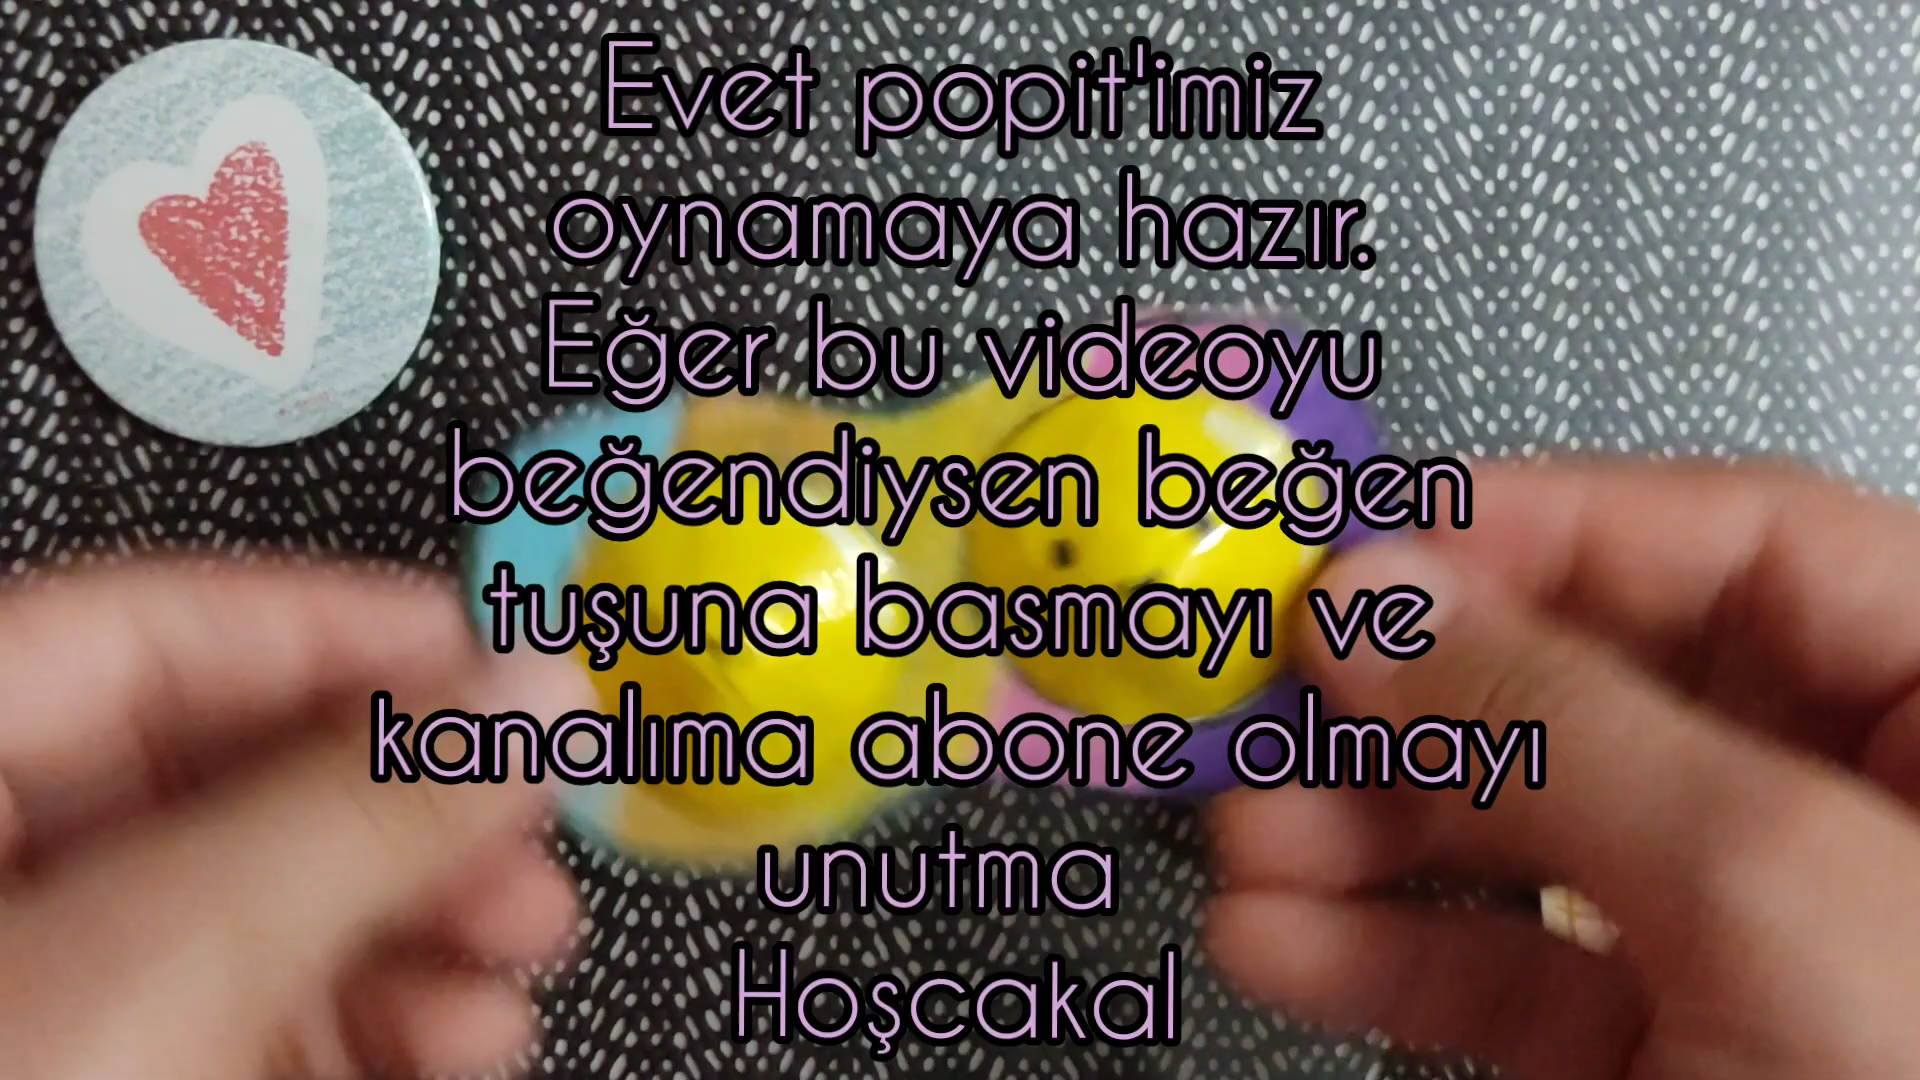 Evet popit'imiz
oynamaya hazır.
Eğer bu videoyu
beğendiysen beğen
tuşuna basmayı ve
kanalıma abone olmayı
unutma
Hoşcakal